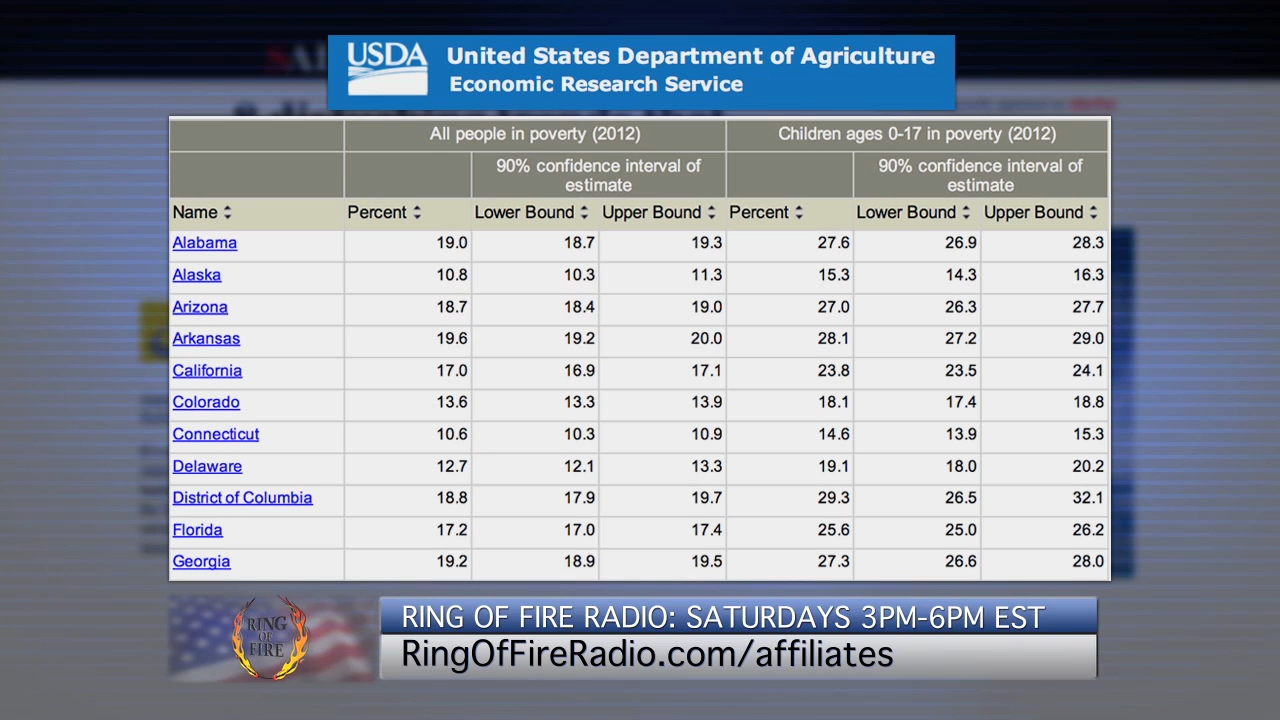 USDA United States Department of Agriculture
Economic Research Service
All people in poverty (2012) Children ages 0-17 in poverty (2012)
90% confidence interval of estimate 90% confidence interval of estimate
Name Percent Lower Bound Upper Bound Percent Lower Bound Upper Bound
Alabama 19.0 18.7 19.3 27.6 26.9 28.3
Alaska 10.8 10.3 11.3 15.3 14.3 16.3
Arizona 18.7 18.4 19.0 27.0 26.3 27.7
Arkansas 19.6 19.2 20.0 28.1 27.2 29.0
California 17.0 16.9 17.1 23.8 23.5 24.1
Colorado 13.6 13.3 13.9 18.1 17.4 18.8
Connecticut 10.6 10.3 10.9 14.6 13.9 15.3
Delaware 12.7 12.1 13.3 19.1 18.0 20.2
District of Columbia 18.8 17.9 19.7 29.3 26.5 32.1
Florida 17.2 17.0 17.4 25.6 25.0 26.2
Georgia 19.2 18.9 19.5 27.3 26.6 28.0
RING OF FIRE
RING OF FIRE RADIO: SATURDAYS 3PM-6PM EST
RingOfFireRadio.com/affiliates